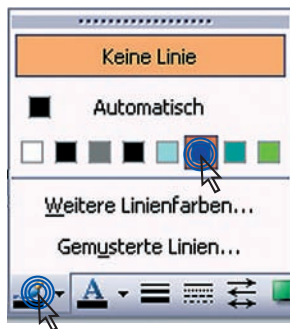 Keine Linie
Automatisch
Weitere Linienfarben...
Gemusterte Linien...
A